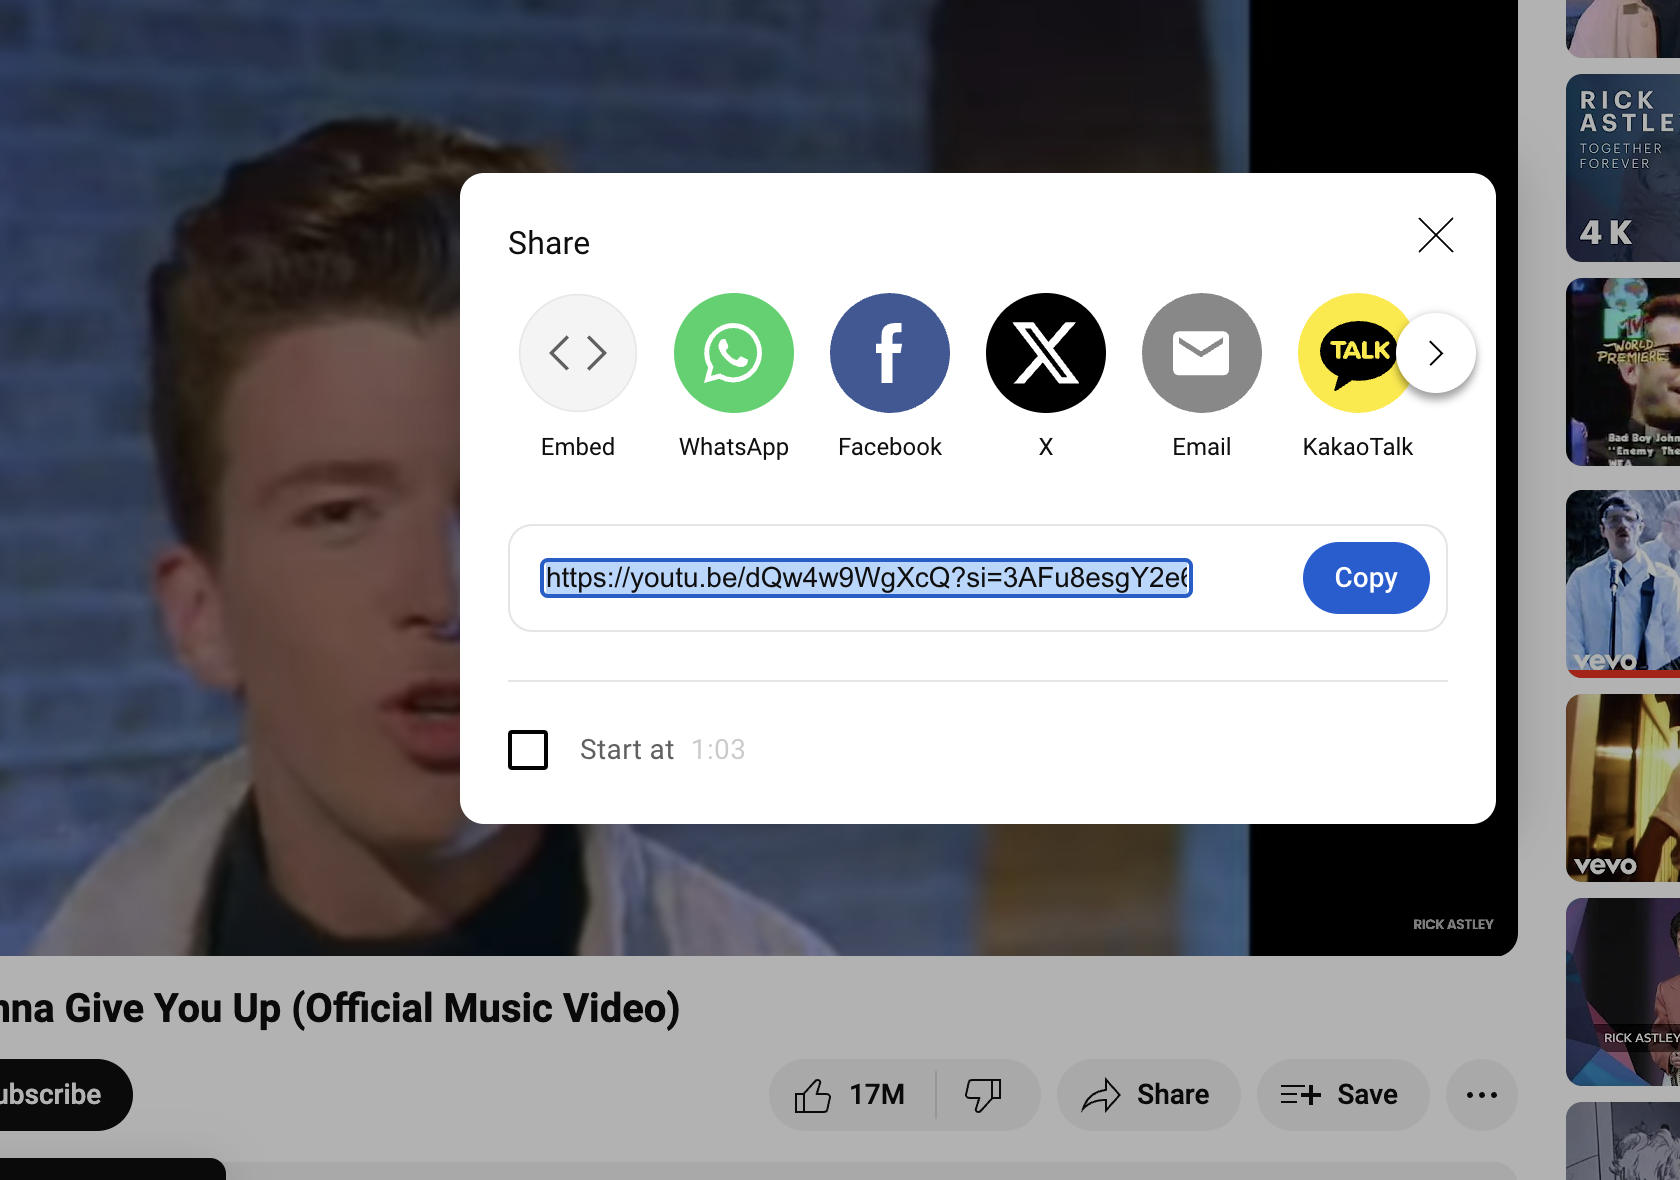 Share
Embed
WhatsApp
Facebook
X
Email
TALK
KakaoTalk
https://youtu.be/dQw4w9WgXcQ?si=3AFu8esgY2e
Copy
Start at 1:03
RICK ASTLEY
nna Give You Up (Official Music Video)
ubscribe
17M
Share
Save
RICK
ASTLE
TOGETHER
FOREVER
4K
MTV
WORLD
PREMIERE
Bad Boy John
"Enemy The
WEA
vevo
vevo
RICK ASTLEY